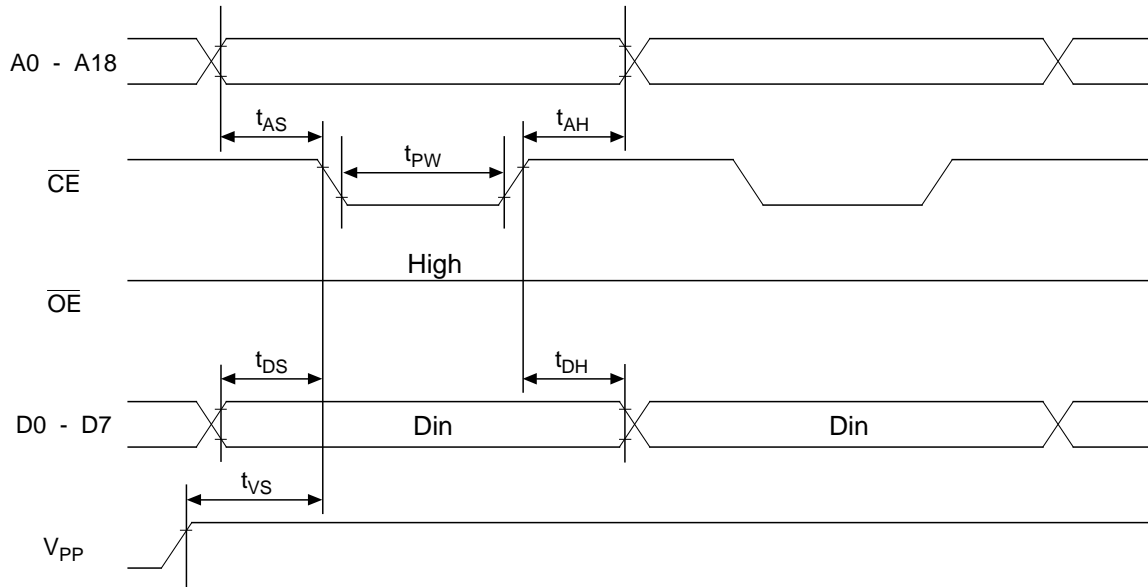 A0 - A18
tAS
tAH
tPW
CE
High
OE
tDS
tDH
D0 - D7
Din
Din
tVS
VPP